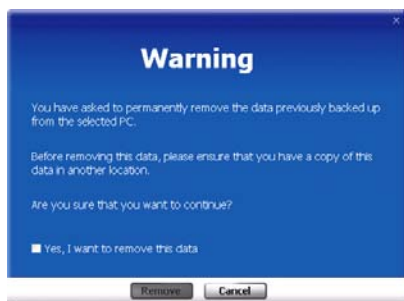 Warning
You have asked to permanently remove the data previously backed up
from the selected PC.
Before removing this data, please ensure that you have a copy of this
data in another location.
Are you sure that you want to continue?
Yes, I want to remove this data
Remove Cancel